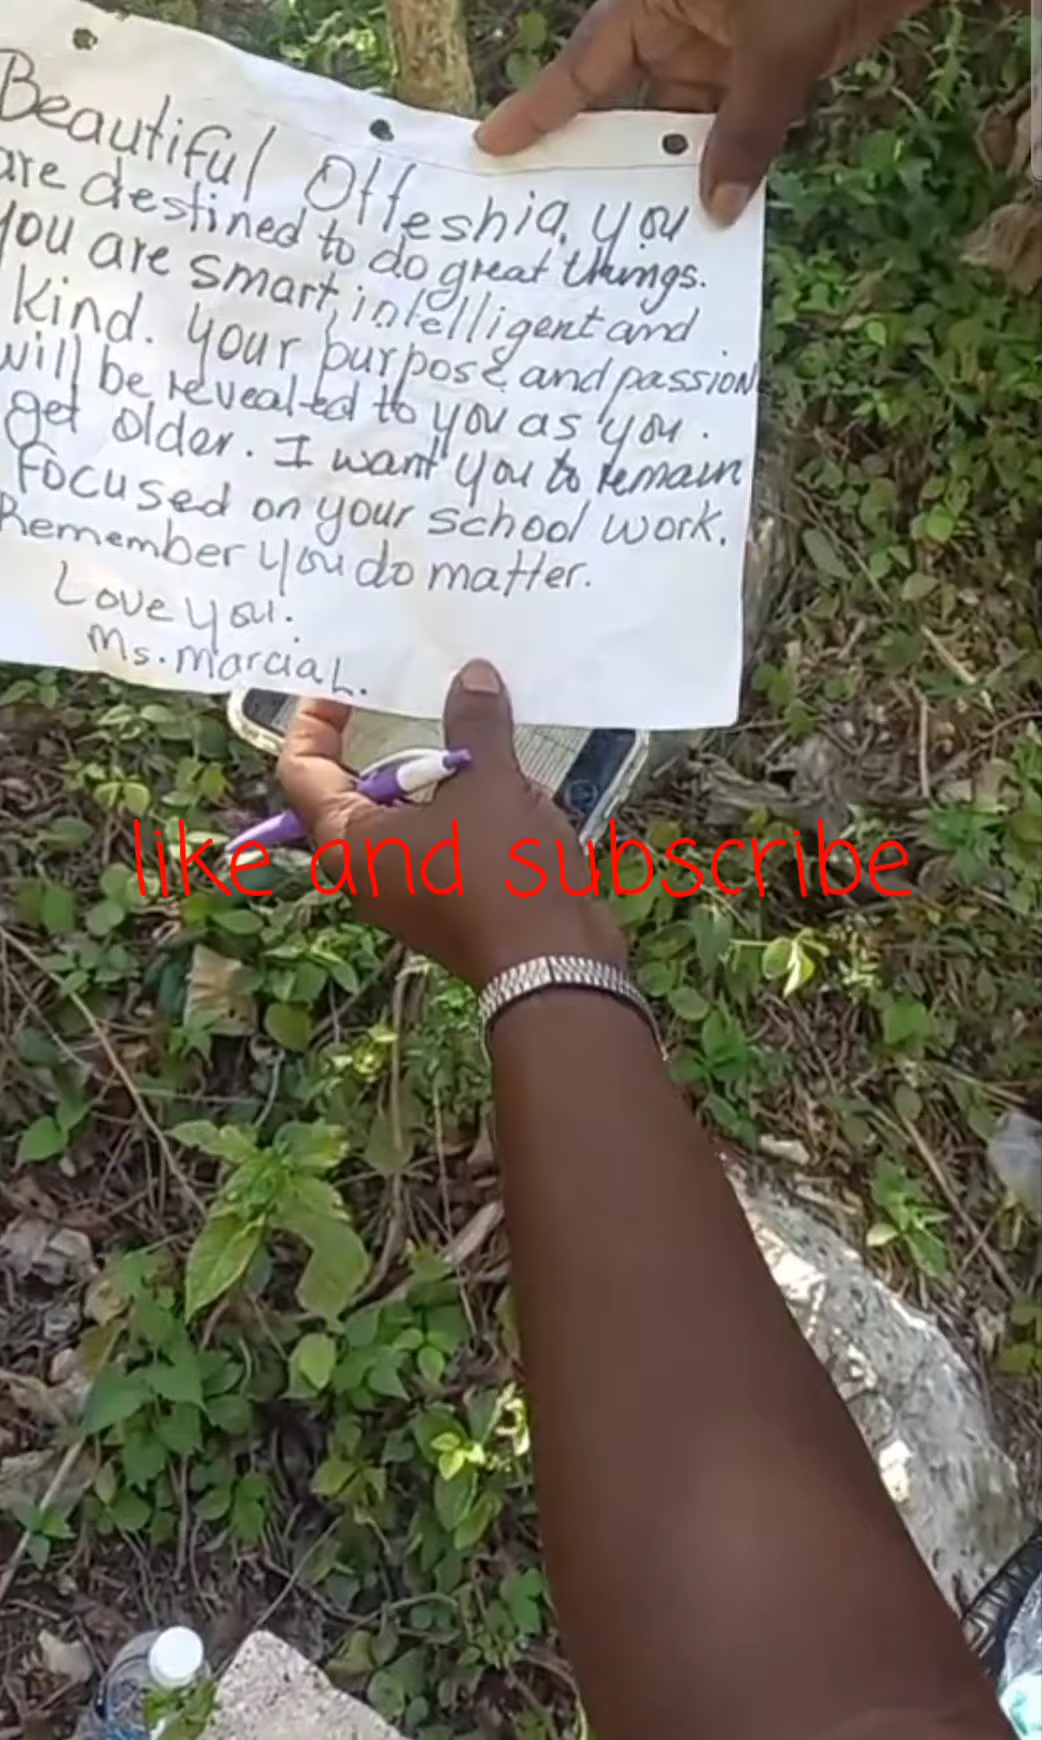 Beautiful Offeshia, you
are destined to do great things.
you are smart, intelligent and
kind. your purpose and passion
will be revealed to you as you
get older. I want you to remain
focused on your school work.
Remember you do matter.
Love you.
Ms. Marcia L.
like and subscribe